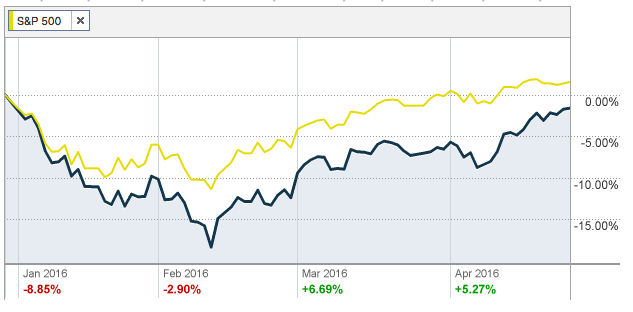 S&P 500 ×
0.00%
-5.00%
-10.00%
-15.00%
Jan 2016 Feb 2016 Mar 2016 Apr 2016
-8.85% -2.90% +6.69% +5.27%